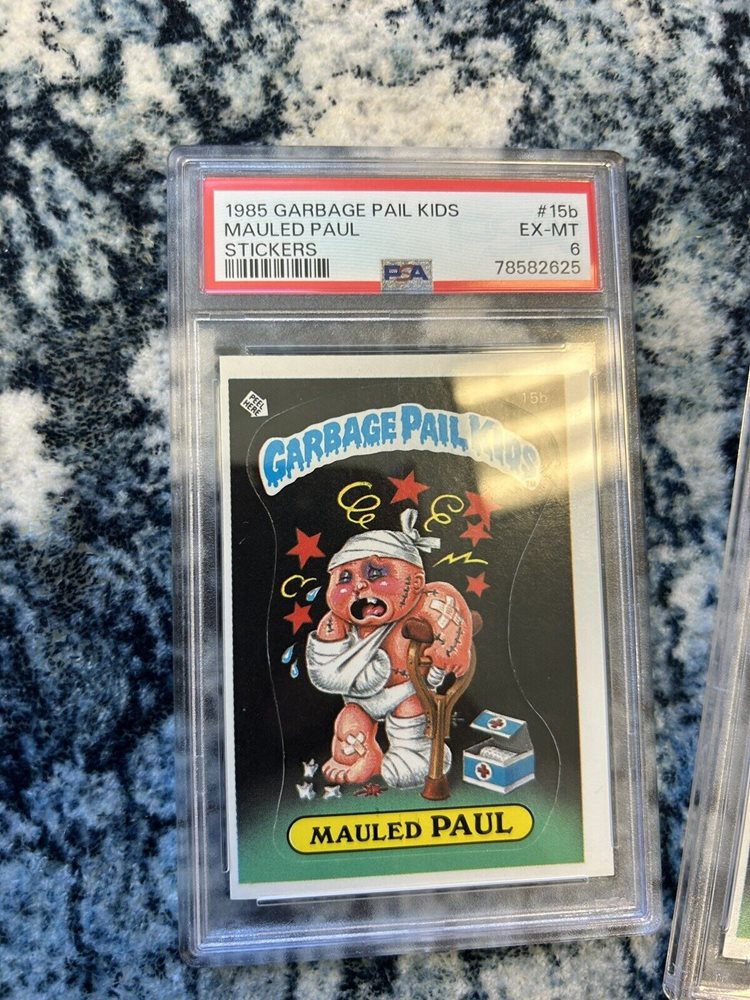 1985 GARBAGE PAIL KIDS #15b
MAULED PAUL EX-MT
STICKERS 6
PSA 78582625
PEEL HERE
15b
GARBAGE PAIL KIDS
MAULED PAUL